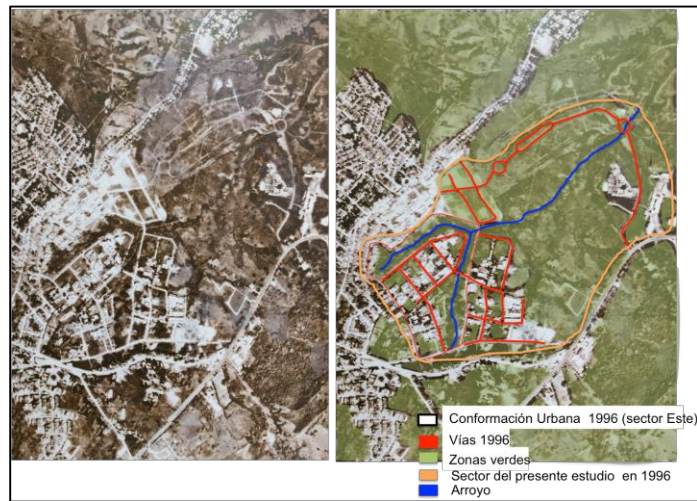 Conformación Urbana 1996 (sector Este)
Vías 1996
Zonas verdes
Sector del presente estudio en 1996
Arroyo